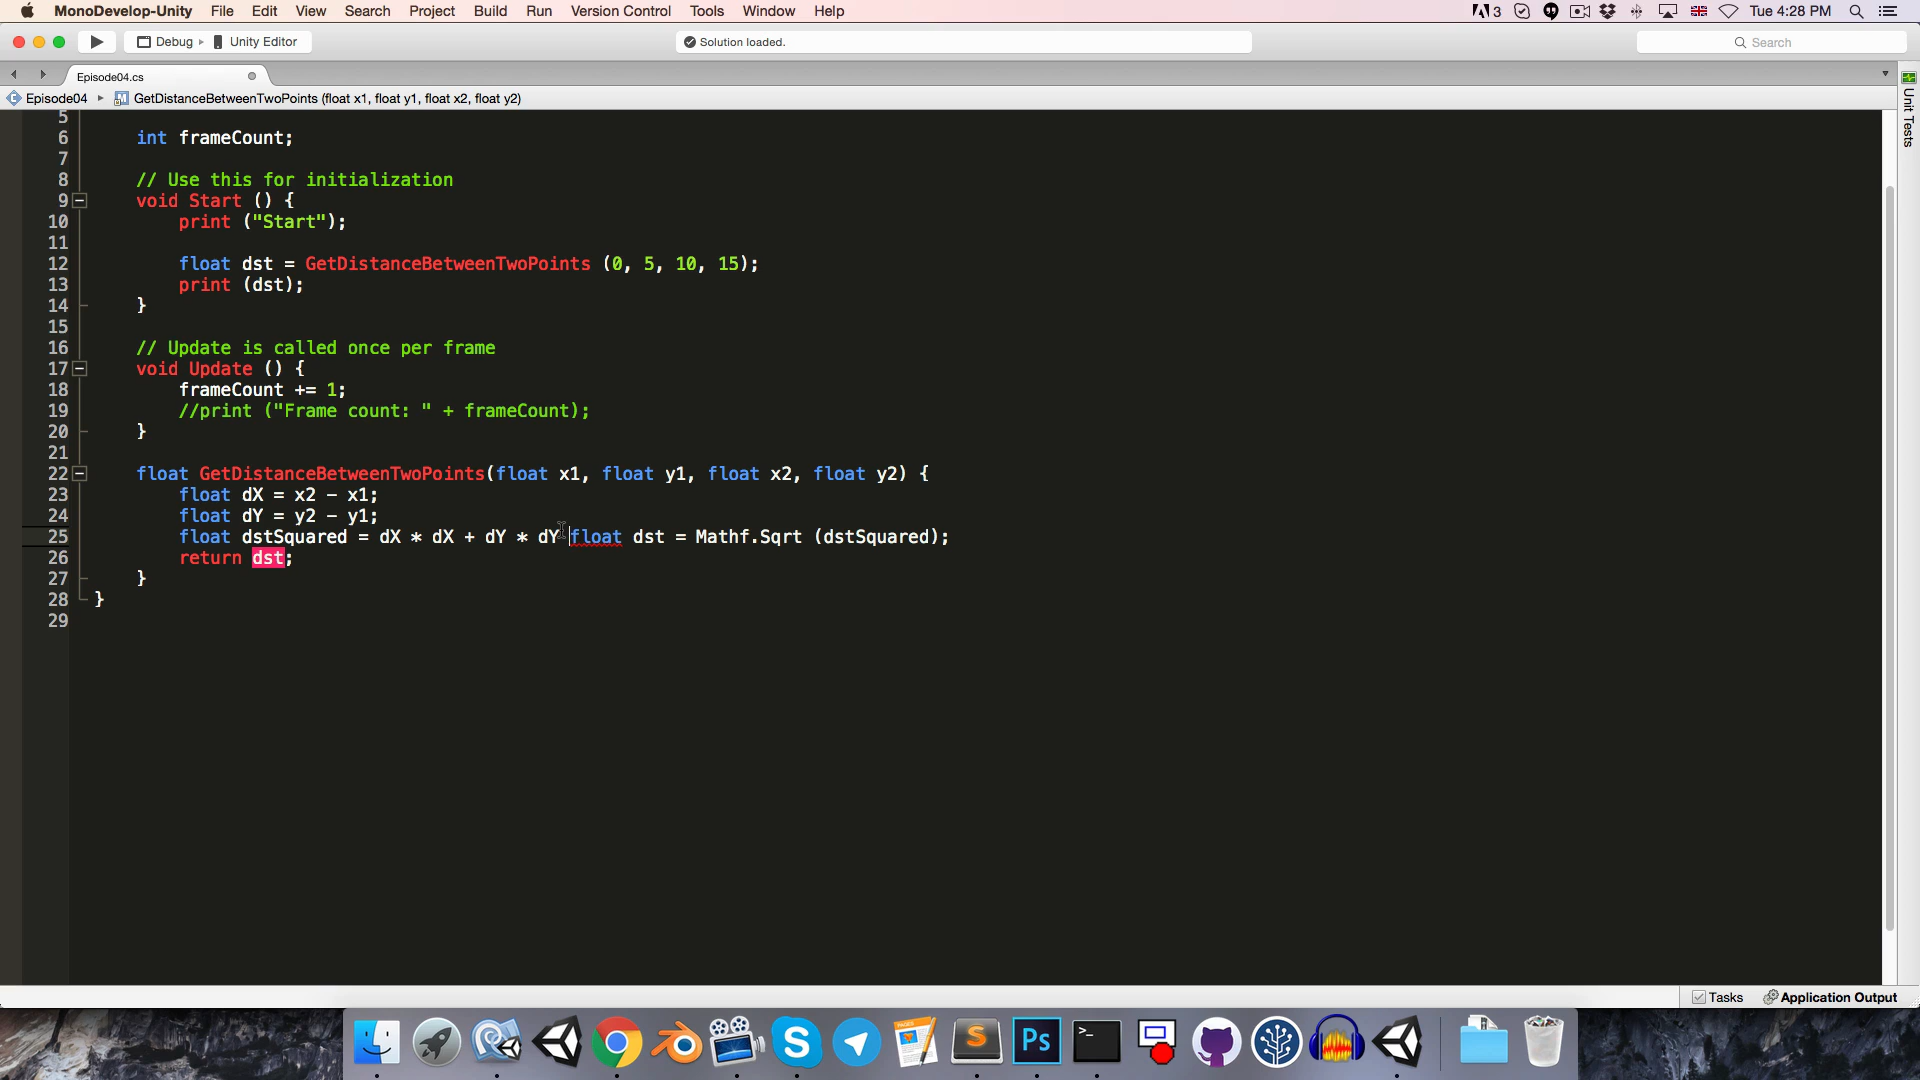 MonoDevelop-Unity File Edit View Search Project Build Run Version Control Tools Window Help 3 Tue 4:28 PM
Debug Unity Editor Solution loaded. Search
Episode04.cs
Episode04 GetDistanceBetweenTwoPoints (float x1, float y1, float x2, float y2)
Unit Tests
5
6 int frameCount;
7
8 // Use this for initialization
9 void Start () {
10 print ("Start");
11
12 float dst = GetDistanceBetweenTwoPoints (0, 5, 10, 15);
13 print (dst);
14 }
15
16 // Update is called once per frame
17 void Update () {
18 frameCount += 1;
19 //print ("Frame count: " + frameCount);
20 }
21
22 float GetDistanceBetweenTwoPoints(float x1, float y1, float x2, float y2) {
23 float dX = x2 - x1;
24 float dY = y2 - y1;
25 float dstSquared = dX * dX + dY * dY float dst = Mathf.Sqrt (dstSquared);
26 return dst;
27 }
28 }
29
Tasks Application Output
PAGES
S
Ps
>_